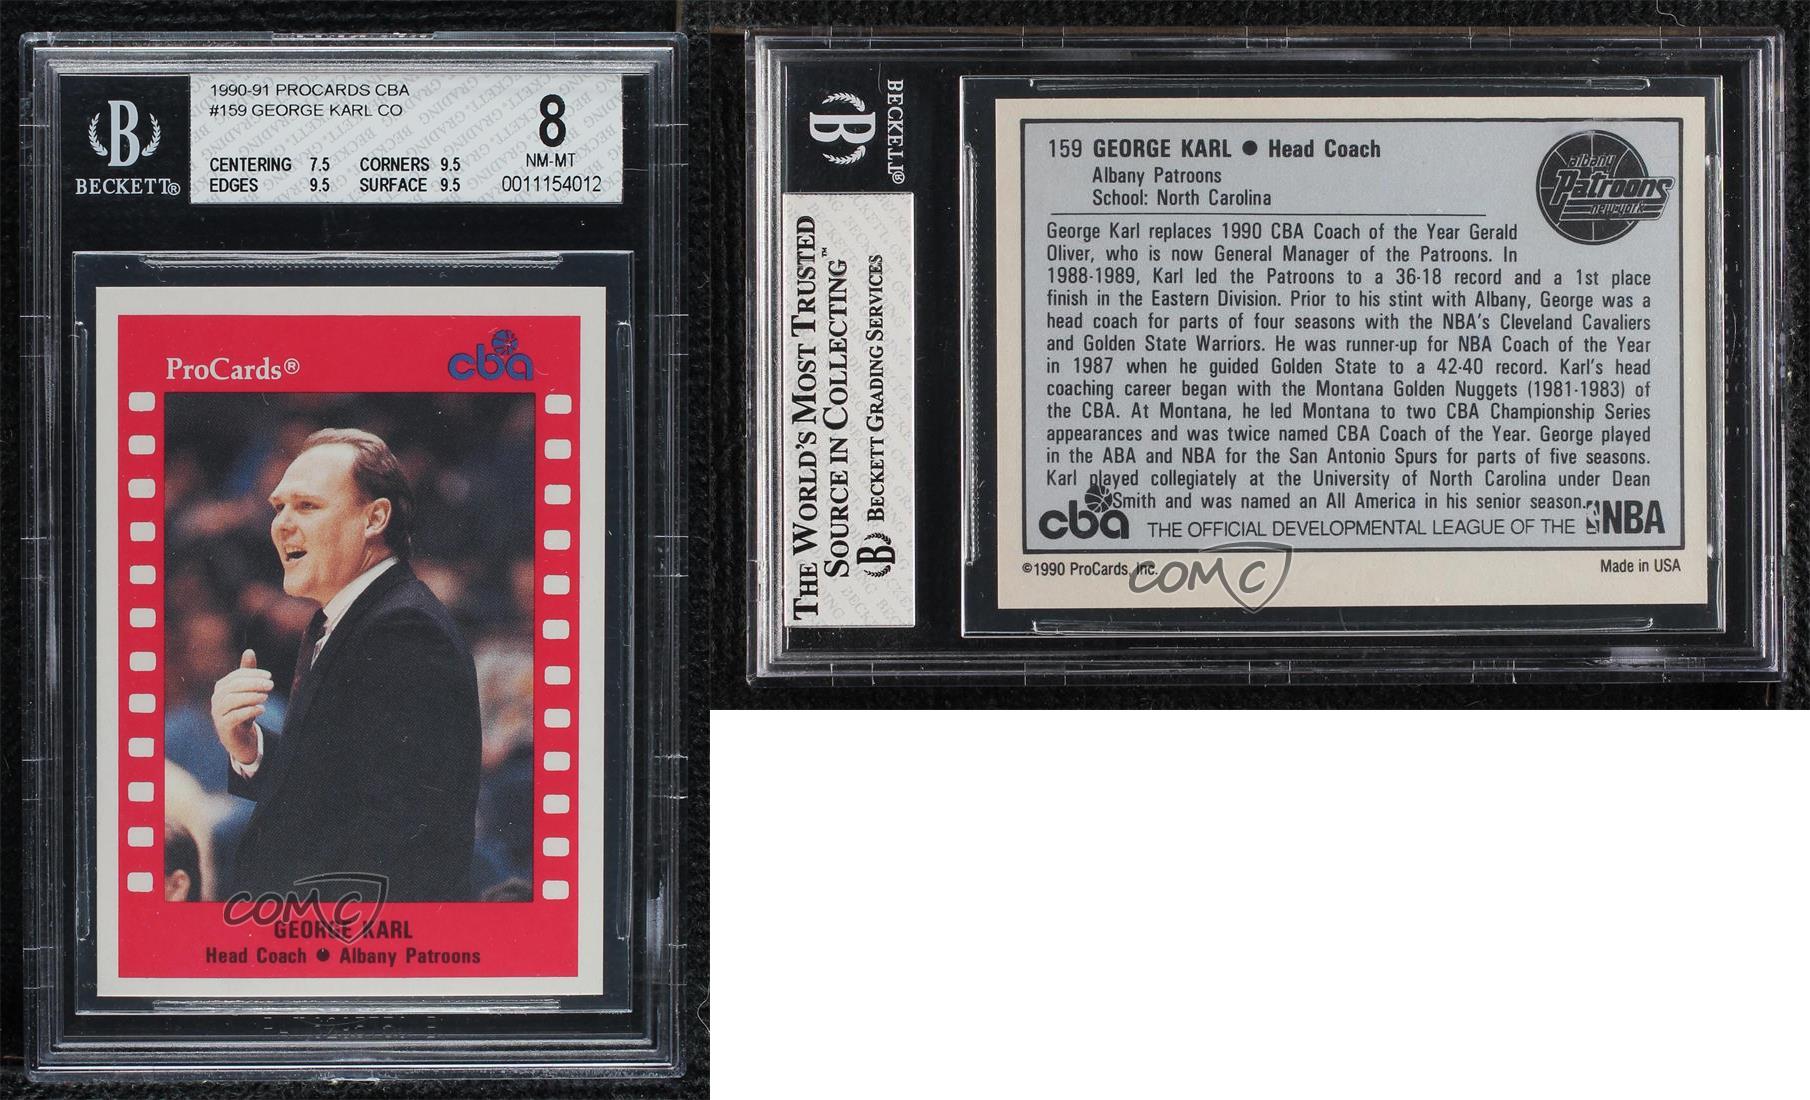 1990-91 PROCARDS CBA
#159 GEORGE KARL CO
8
CENTERING 7.5 CORNERS 9.5 NM-MT
EDGES 9.5 SURFACE 9.5 0011154012
B
BECKETT®
ProCards® cba
COMC
GEORGE KARL
Head Coach ● Albany Patroons
B BECKETT®
THE WORLD'S MOST TRUSTED
SOURCE IN COLLECTING™
B BECKETT GRADING SERVICES
159 GEORGE KARL ● Head Coach
Albany Patroons
School: North Carolina
albany
Patroons
new-york
George Karl replaces 1990 CBA Coach of the Year Gerald
Oliver, who is now General Manager of the Patroons. In
1988-1989, Karl led the Patroons to a 36-18 record and a 1st place
finish in the Eastern Division. Prior to his stint with Albany, George was a
head coach for parts of four seasons with the NBA's Cleveland Cavaliers
and Golden State Warriors. He was runner-up for NBA Coach of the Year
in 1987 when he guided Golden State to a 42-40 record. Karl's head
coaching career began with the Montana Golden Nuggets (1981-1983) of
the CBA. At Montana, he led Montana to two CBA Championship Series
appearances and was twice named CBA Coach of the Year. George played
in the ABA and NBA for the San Antonio Spurs for parts of five seasons.
Karl played collegiately at the University of North Carolina under Dean
Smith and was named an All America in his senior season.
cba THE OFFICIAL DEVELOPMENTAL LEAGUE OF THE NBA
©1990 ProCards, Inc. Made in USA
COMC